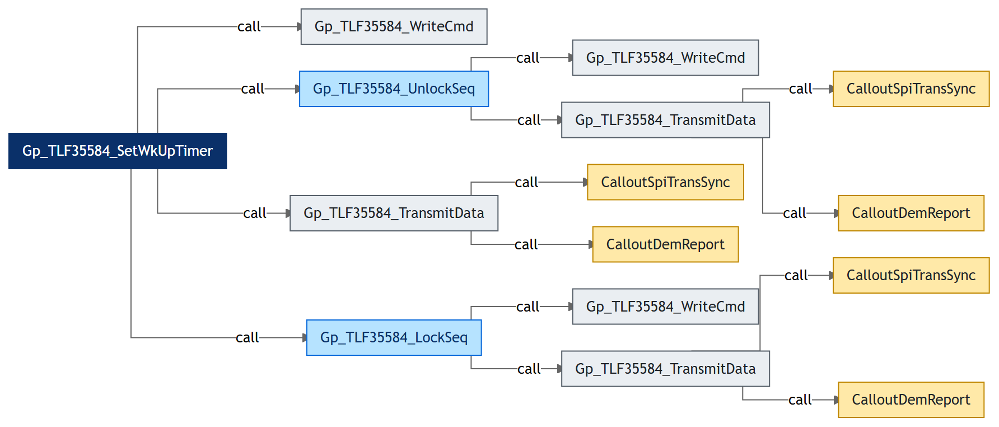 call
Gp_TLF35584_WriteCmd
call
Gp_TLF35584_WriteCmd
call
Gp_TLF35584_UnlockSeq
call
CalloutSpiTransSync
call
Gp_TLF35584_TransmitData
Gp_TLF35584_SetWkUpTimer
call
CalloutSpiTransSync
call
Gp_TLF35584_TransmitData
call
CalloutDemReport
call
CalloutDemReport
call
CalloutSpiTransSync
call
Gp_TLF35584_WriteCmd
call
Gp_TLF35584_LockSeq
call
Gp_TLF35584_TransmitData
call
CalloutDemReport